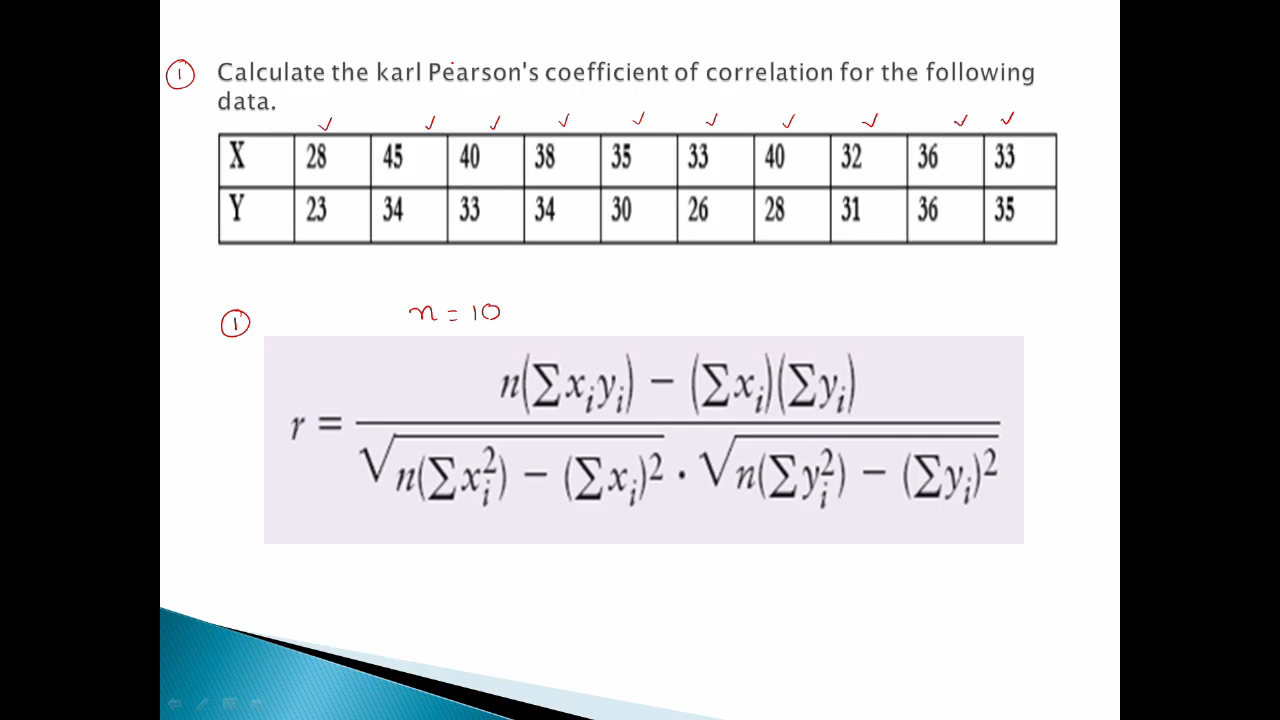 ① Calculate the karl Pearson's coefficient of correlation for the following
data.
✓ ✓ ✓ ✓ ✓ ✓ ✓ ✓ ✓ ✓
X 28 45 40 38 35 33 40 32 36 33
Y 23 34 33 34 30 26 28 31 36 35
① n = 10
n(∑xᵢyᵢ) − (∑xᵢ)(∑yᵢ)
r =
√n(∑xᵢ²) − (∑xᵢ)² · √n(∑yᵢ²) − (∑yᵢ)²